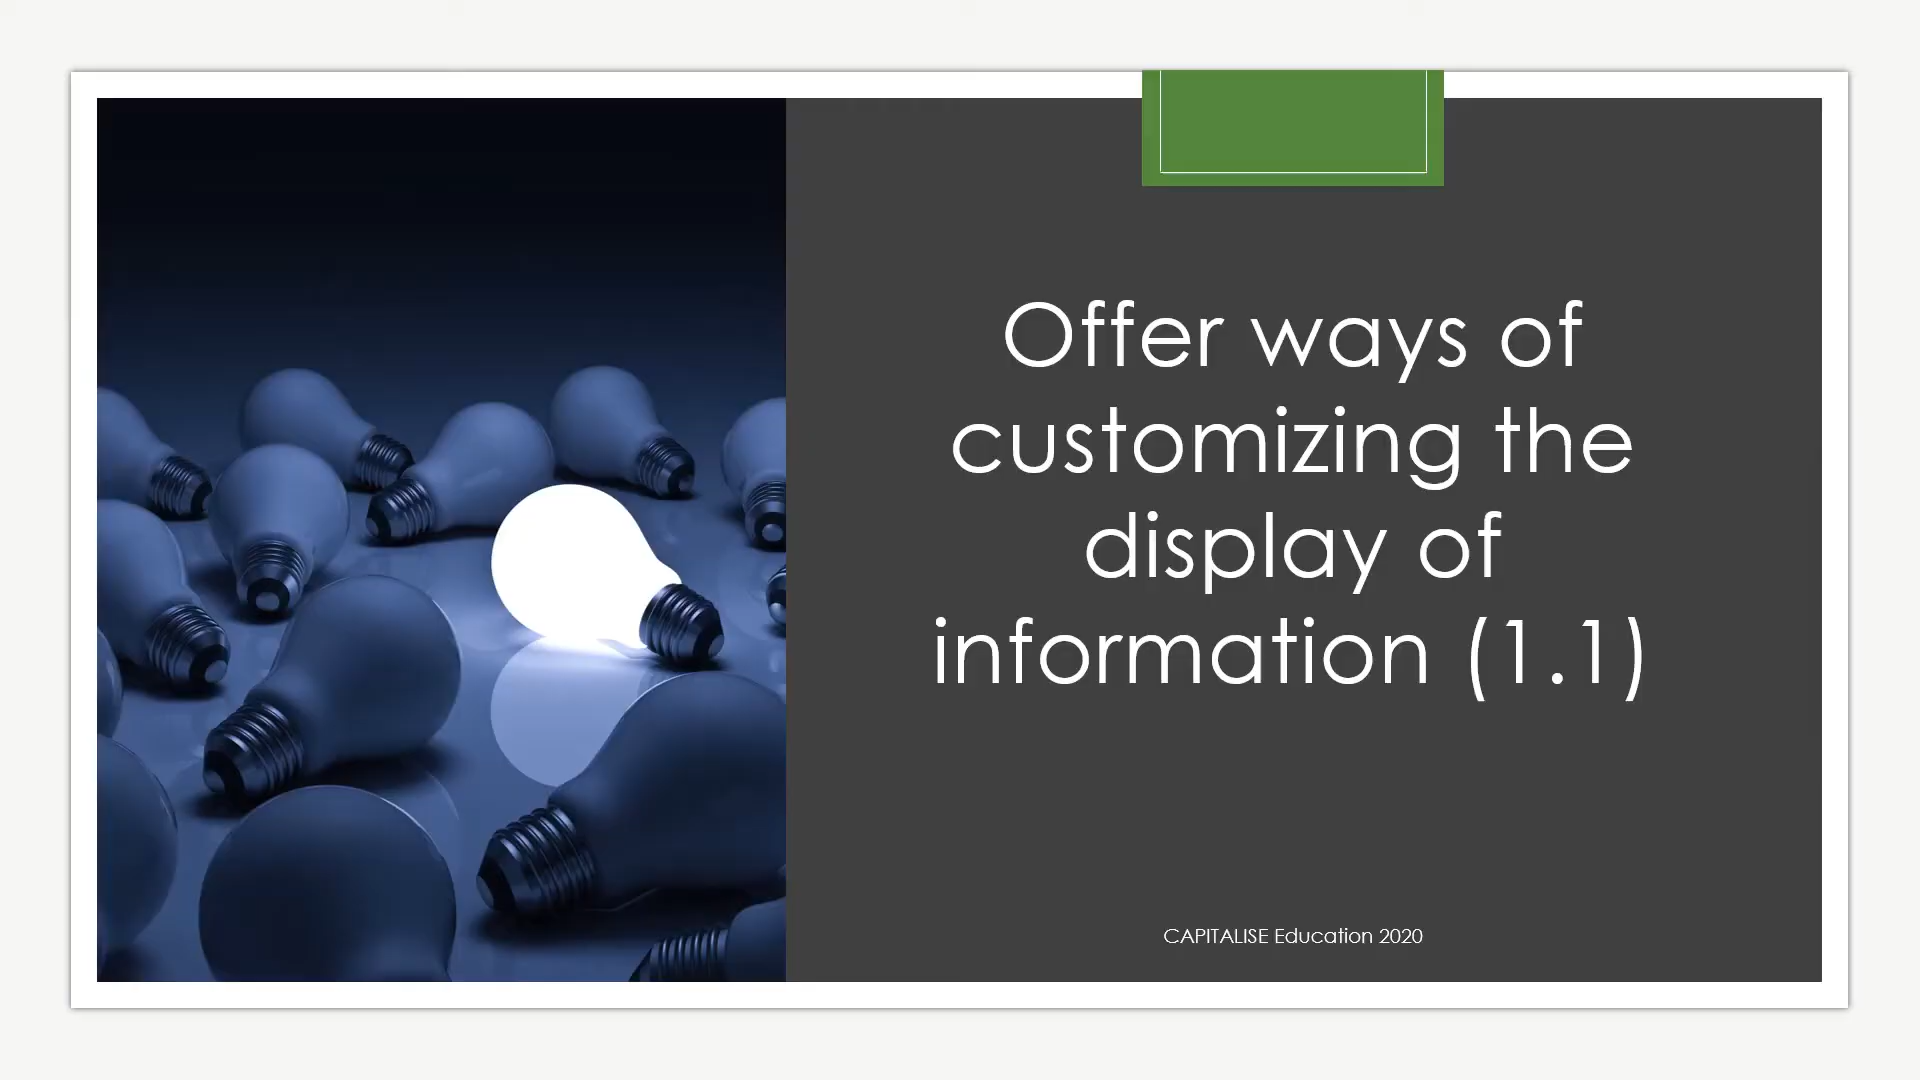 Offer ways of
customizing the
display of
information (1.1)
CAPITALISE Education 2020